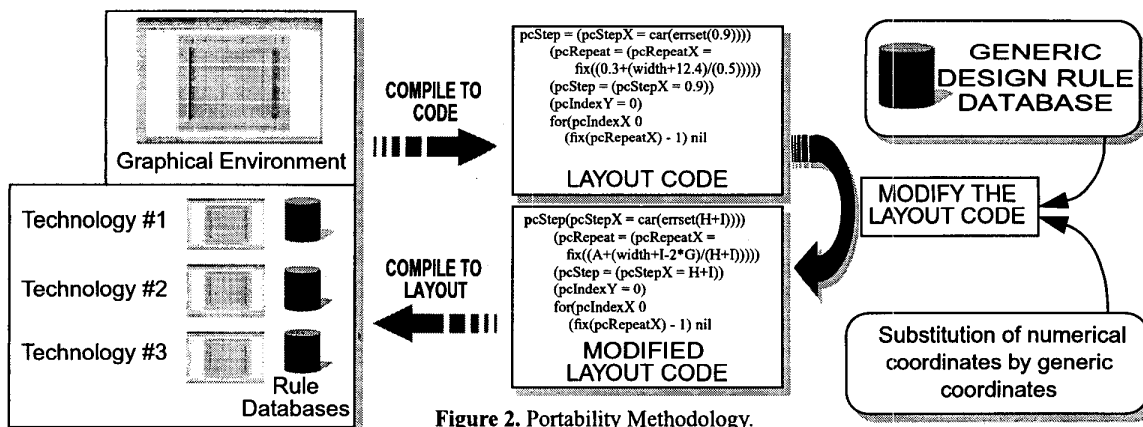 Graphical Environment
Technology #1
Technology #2
Technology #3
Rule
Databases
COMPILE TO
CODE
COMPILE TO
LAYOUT
pcStep = (pcStepX = car(errset(0.9))))
(pcRepeat = (pcRepeatX =
fix((0.3+(width+12.4)/(0.5)))))
(pcStep = (pcStepX = 0.9))
(pcIndexY = 0)
for(pcIndexX 0
(fix(pcRepeatX) - 1) nil
LAYOUT CODE
pcStep(pcStepX = car(errset(H+I))))
(pcRepeat = (pcRepeatX =
fix((A+(width+I-2*G)/(H+I)))))
(pcStep = (pcStepX = H+I))
(pcIndexY = 0)
for(pcIndexX 0
(fix(pcRepeatX) - 1) nil
MODIFIED
LAYOUT CODE
GENERIC
DESIGN RULE
DATABASE
MODIFY THE
LAYOUT CODE
Substitution of numerical
coordinates by generic
coordinates
Figure 2. Portability Methodology.